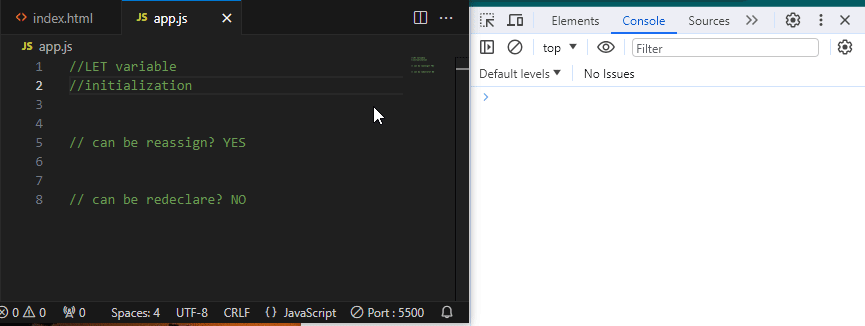 index.html
JS app.js
JS app.js
1 //LET variable
2 //initialization
3
4
5 // can be reassign? YES
6
7
8 // can be redeclare? NO
0 0 0 Spaces: 4 UTF-8 CRLF {} JavaScript Port : 5500
Elements Console Sources
top Filter
Default levels No Issues